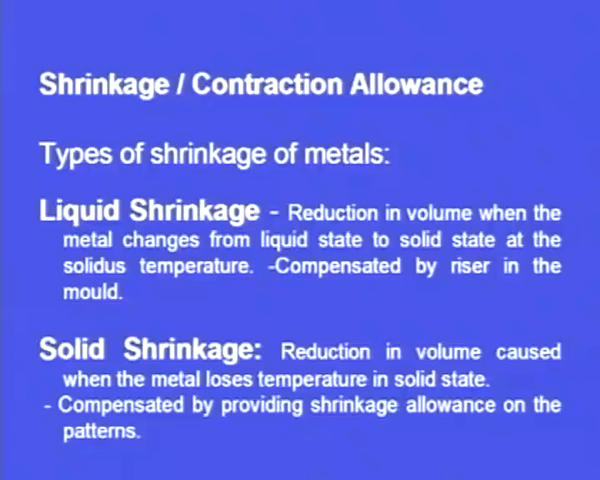 Shrinkage / Contraction Allowance
Types of shrinkage of metals:
Liquid Shrinkage - Reduction in volume when the
metal changes from liquid state to solid state at the
solidus temperature. -Compensated by riser in the
mould.
Solid Shrinkage: Reduction in volume caused
when the metal loses temperature in solid state.
- Compensated by providing shrinkage allowance on the
patterns.